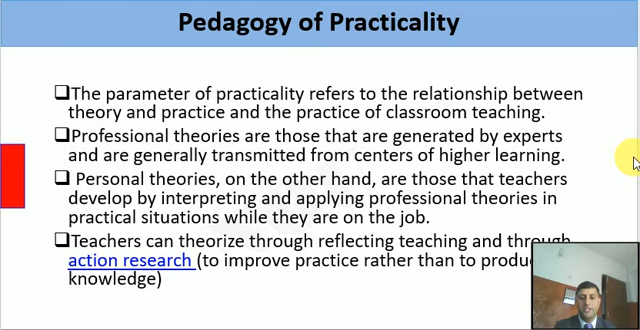 Pedagogy of Practicality
❑The parameter of practicality refers to the relationship between
theory and practice and the practice of classroom teaching.
❑Professional theories are those that are generated by experts
and are generally transmitted from centers of higher learning.
❑ Personal theories, on the other hand, are those that teachers
develop by interpreting and applying professional theories in
practical situations while they are on the job.
❑Teachers can theorize through reflecting teaching and through
action research (to improve practice rather than to produ
knowledge)